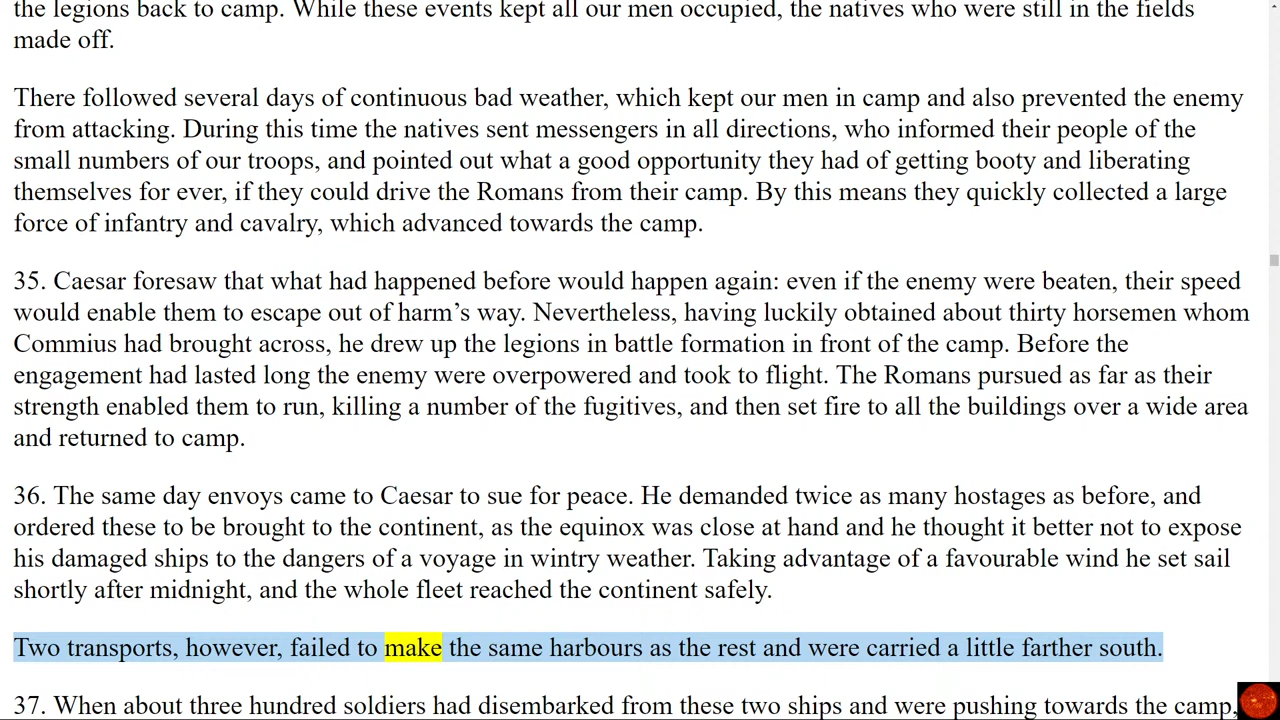 the legions back to camp. While these events kept all our men occupied, the natives who were still in the fields
made off.
There followed several days of continuous bad weather, which kept our men in camp and also prevented the enemy
from attacking. During this time the natives sent messengers in all directions, who informed their people of the
small numbers of our troops, and pointed out what a good opportunity they had of getting booty and liberating
themselves for ever, if they could drive the Romans from their camp. By this means they quickly collected a large
force of infantry and cavalry, which advanced towards the camp.
35. Caesar foresaw that what had happened before would happen again: even if the enemy were beaten, their speed
would enable them to escape out of harm’s way. Nevertheless, having luckily obtained about thirty horsemen whom
Commius had brought across, he drew up the legions in battle formation in front of the camp. Before the
engagement had lasted long the enemy were overpowered and took to flight. The Romans pursued as far as their
strength enabled them to run, killing a number of the fugitives, and then set fire to all the buildings over a wide area
and returned to camp.
36. The same day envoys came to Caesar to sue for peace. He demanded twice as many hostages as before, and
ordered these to be brought to the continent, as the equinox was close at hand and he thought it better not to expose
his damaged ships to the dangers of a voyage in wintry weather. Taking advantage of a favourable wind he set sail
shortly after midnight, and the whole fleet reached the continent safely.
Two transports, however, failed to make the same harbours as the rest and were carried a little farther south.
37. When about three hundred soldiers had disembarked from these two ships and were pushing towards the camp,